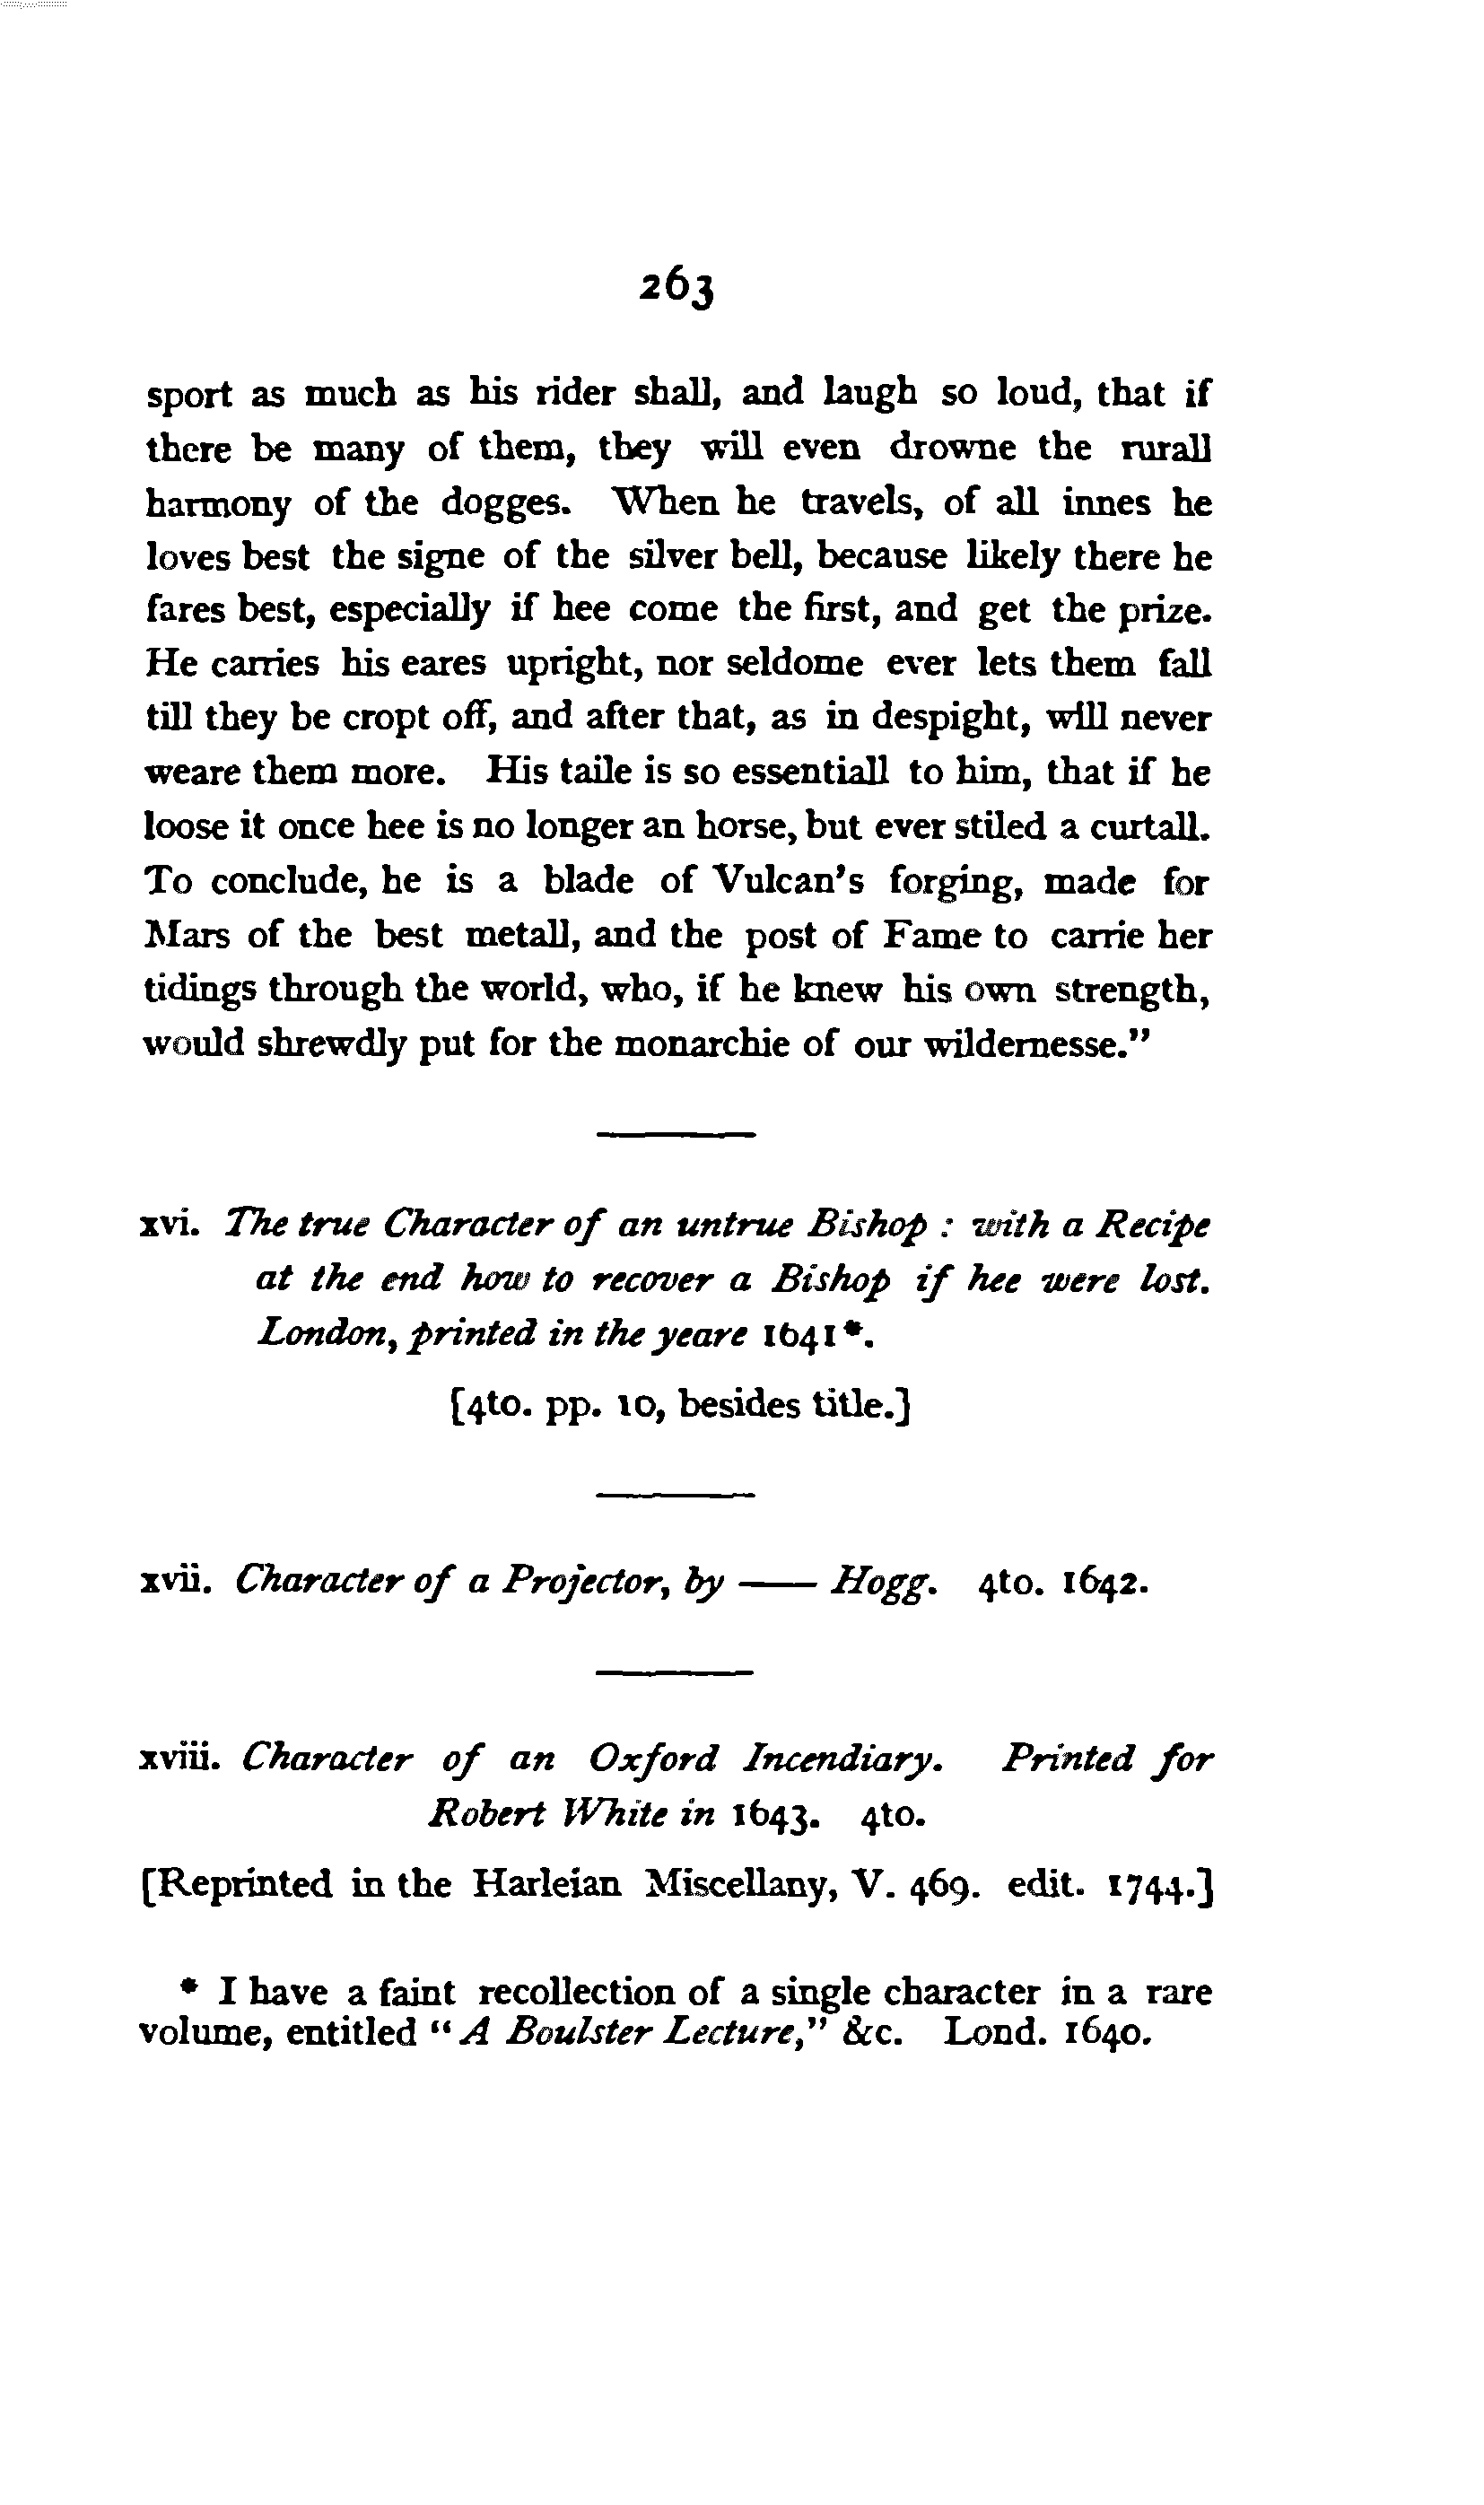 263
sport as much as his rider shall, and laugh so loud, that if
there be many of them, they will even drowne the rurall
harmony of the dogges. When he travels, of all innes he
loves best the signe of the silver bell, because likely there he
fares best, especially if hee come the first, and get the prize.
He carries his eares upright, nor seldome ever lets them fall
till they be cropt off, and after that, as in despight, will never
weare them more. His taile is so essentiall to him, that if he
loose it once hee is no longer an horse, but ever stiled a curtall.
To conclude, he is a blade of Vulcan's forging, made for
Mars of the best metall, and the post of Fame to carrie her
tidings through the world, who, if he knew his own strength,
would shrewdly put for the monarchie of our wildernesse."
xvi. The true Character of an untrue Bishop : with a Recipe
at the end how to recover a Bishop if hee were lost.
London, printed in the yeare 1641*.
[4to. pp. 10, besides title.]
xvii. Character of a Projector, by —— Hogg. 4to. 1642.
xviii. Character of an Oxford Incendiary. Printed for
Robert White in 1643. 4to.
[Reprinted in the Harleian Miscellany, V. 469. edit. 1744.]
* I have a faint recollection of a single character in a rare
volume, entitled "A Boulster Lecture," &c. Lond. 1640.